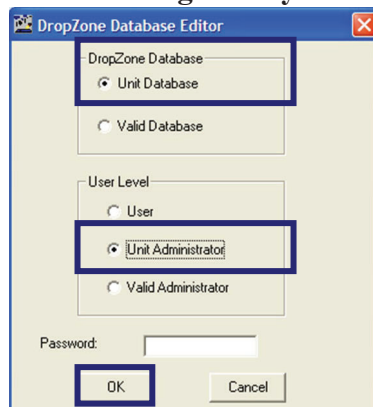 DropZone Database Editor
DropZone Database
Unit Database
Valid Database
User Level
User
Unit Administrator
Valid Administrator
Password:
OK Cancel